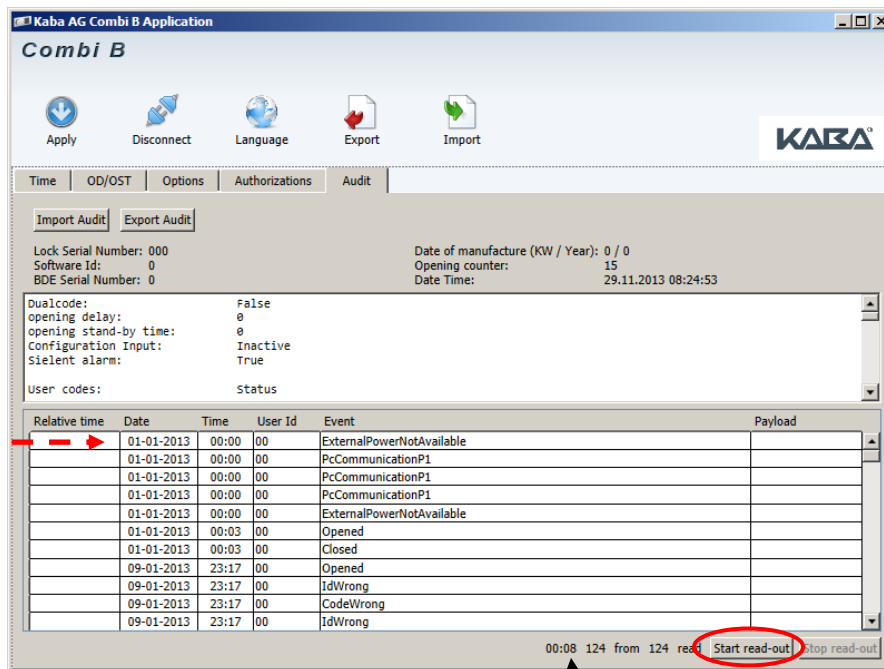 Kaba AG Combi B Application
Combi B
Apply Disconnect Language Export Import
KABA®
Time OD/OST Options Authorizations Audit
Import Audit Export Audit
Lock Serial Number: 000 Date of manufacture (KW / Year): 0 / 0
Software Id: 0 Opening counter: 15
BDE Serial Number: 0 Date Time: 29.11.2013 08:24:53
Dualcode: False
opening delay: 0
opening stand-by time: 0
Configuration Input: Inactive
Sielent alarm: True
User codes: Status
Relative time Date Time User Id Event Payload
01-01-2013 00:00 00 ExternalPowerNotAvailable
01-01-2013 00:00 00 PcCommunicationP1
01-01-2013 00:00 00 PcCommunicationP1
01-01-2013 00:00 00 PcCommunicationP1
01-01-2013 00:00 00 ExternalPowerNotAvailable
01-01-2013 00:03 00 Opened
01-01-2013 00:03 00 Closed
09-01-2013 23:17 00 Opened
09-01-2013 23:17 00 IdWrong
09-01-2013 23:17 00 CodeWrong
09-01-2013 23:17 00 IdWrong
00:08 124 from 124 read Start read-out Stop read-out